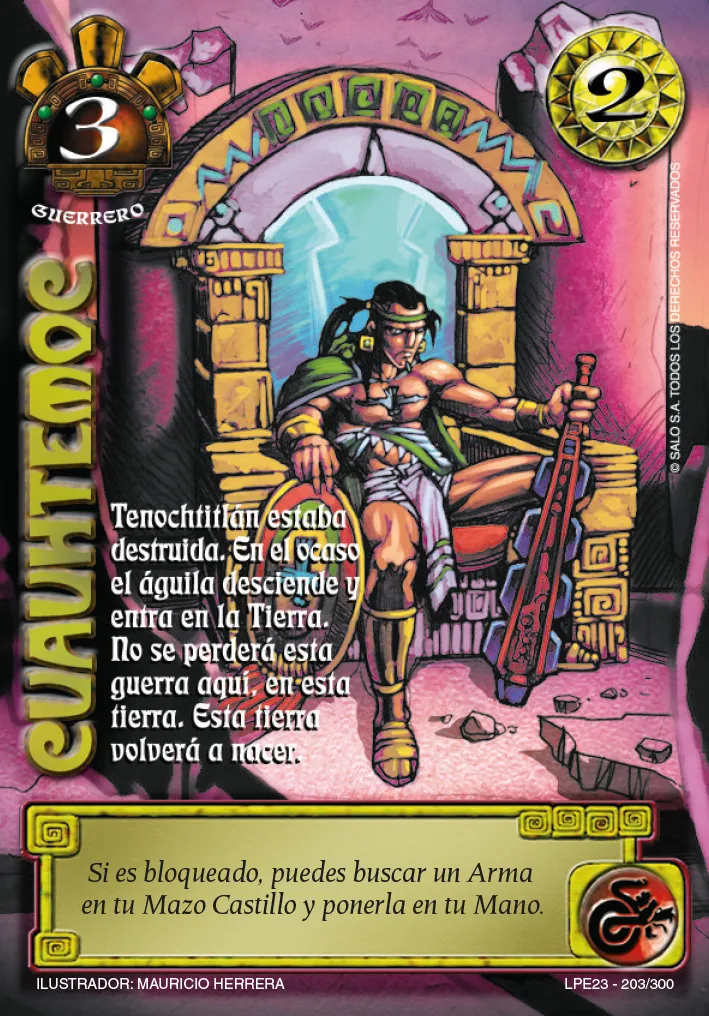 3
2
GUERRERO
CUAUHTEMOC
© SALO S.A. TODOS LOS DERECHOS RESERVADOS
Tenochtitlán estaba
destruida. En el ocaso
el águila desciende y
entra en la Tierra.
No se perderá esta
guerra aquí, en esta
tierra. Esta tierra
volverá a nacer.
Si es bloqueado, puedes buscar un Arma
en tu Mazo Castillo y ponerla en tu Mano.
ILUSTRADOR: MAURICIO HERRERA
LPE23 - 203/300